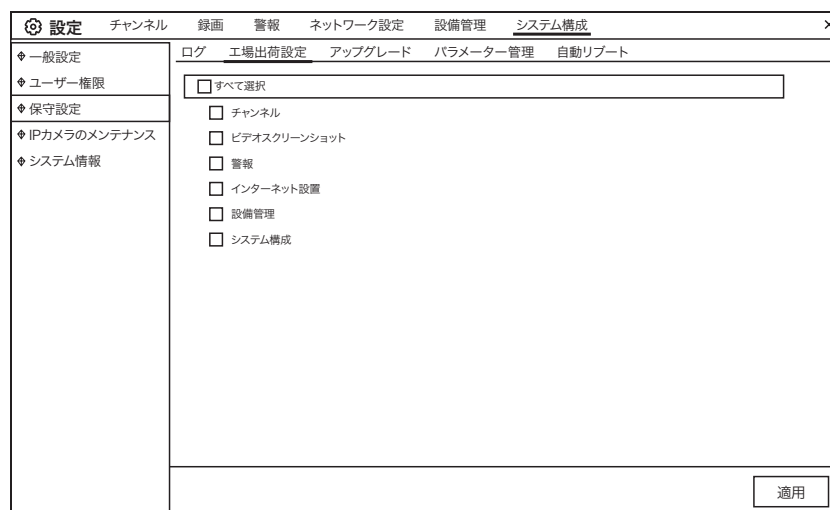 設定 チャンネル 録画 警報 ネットワーク設定 設備管理 システム構成 ×
ログ 工場出荷設定 アップグレード パラメーター管理 自動リブート
一般設定
ユーザー権限
保守設定
IPカメラのメンテナンス
システム情報
すべて選択
チャンネル
ビデオスクリーンショット
警報
インターネット設置
設備管理
システム構成
適用